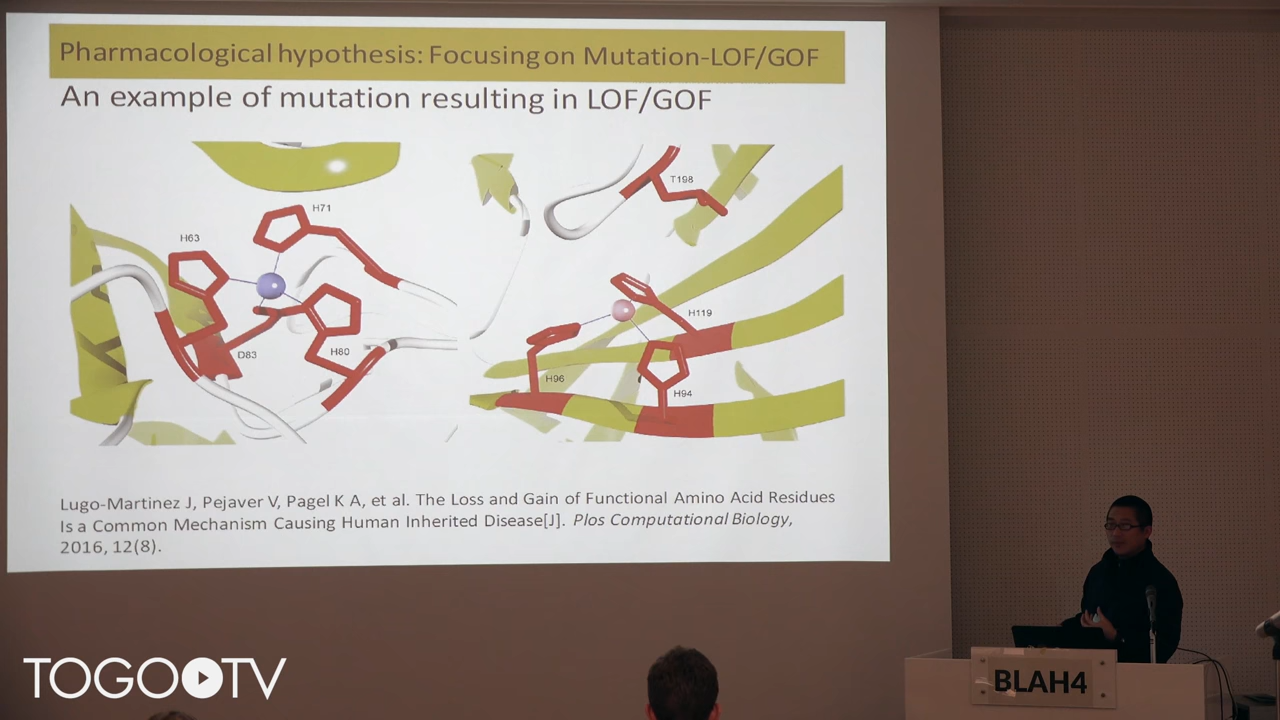 Pharmacological hypothesis: Focusing on Mutation-LOF/GOF
An example of mutation resulting in LOF/GOF
H71
H63
D83
H80
T198
H119
H96
H94
Lugo-Martinez J, Pejaver V, Pagel K A, et al. The Loss and Gain of Functional Amino Acid Residues
Is a Common Mechanism Causing Human Inherited Disease[J]. Plos Computational Biology,
2016, 12(8).
TOGO TV
BLAH4